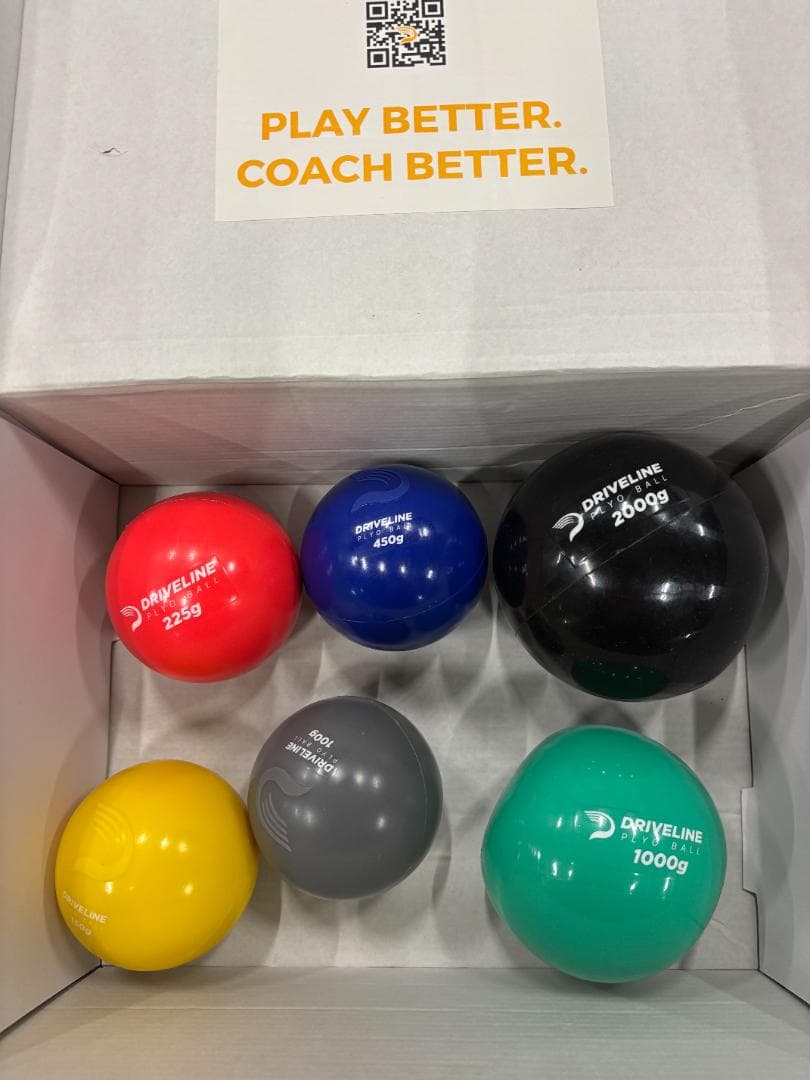 PLAY BETTER.
COACH BETTER.
DRIVELINE
PLYO BALL
225g
DRIVELINE
PLYO BALL
450g
DRIVELINE
PLYO BALL
2000g
DRIVELINE
150g
DRIVELINE
PLYO BALL
100g
DRIVELINE
PLYO BALL
1000g